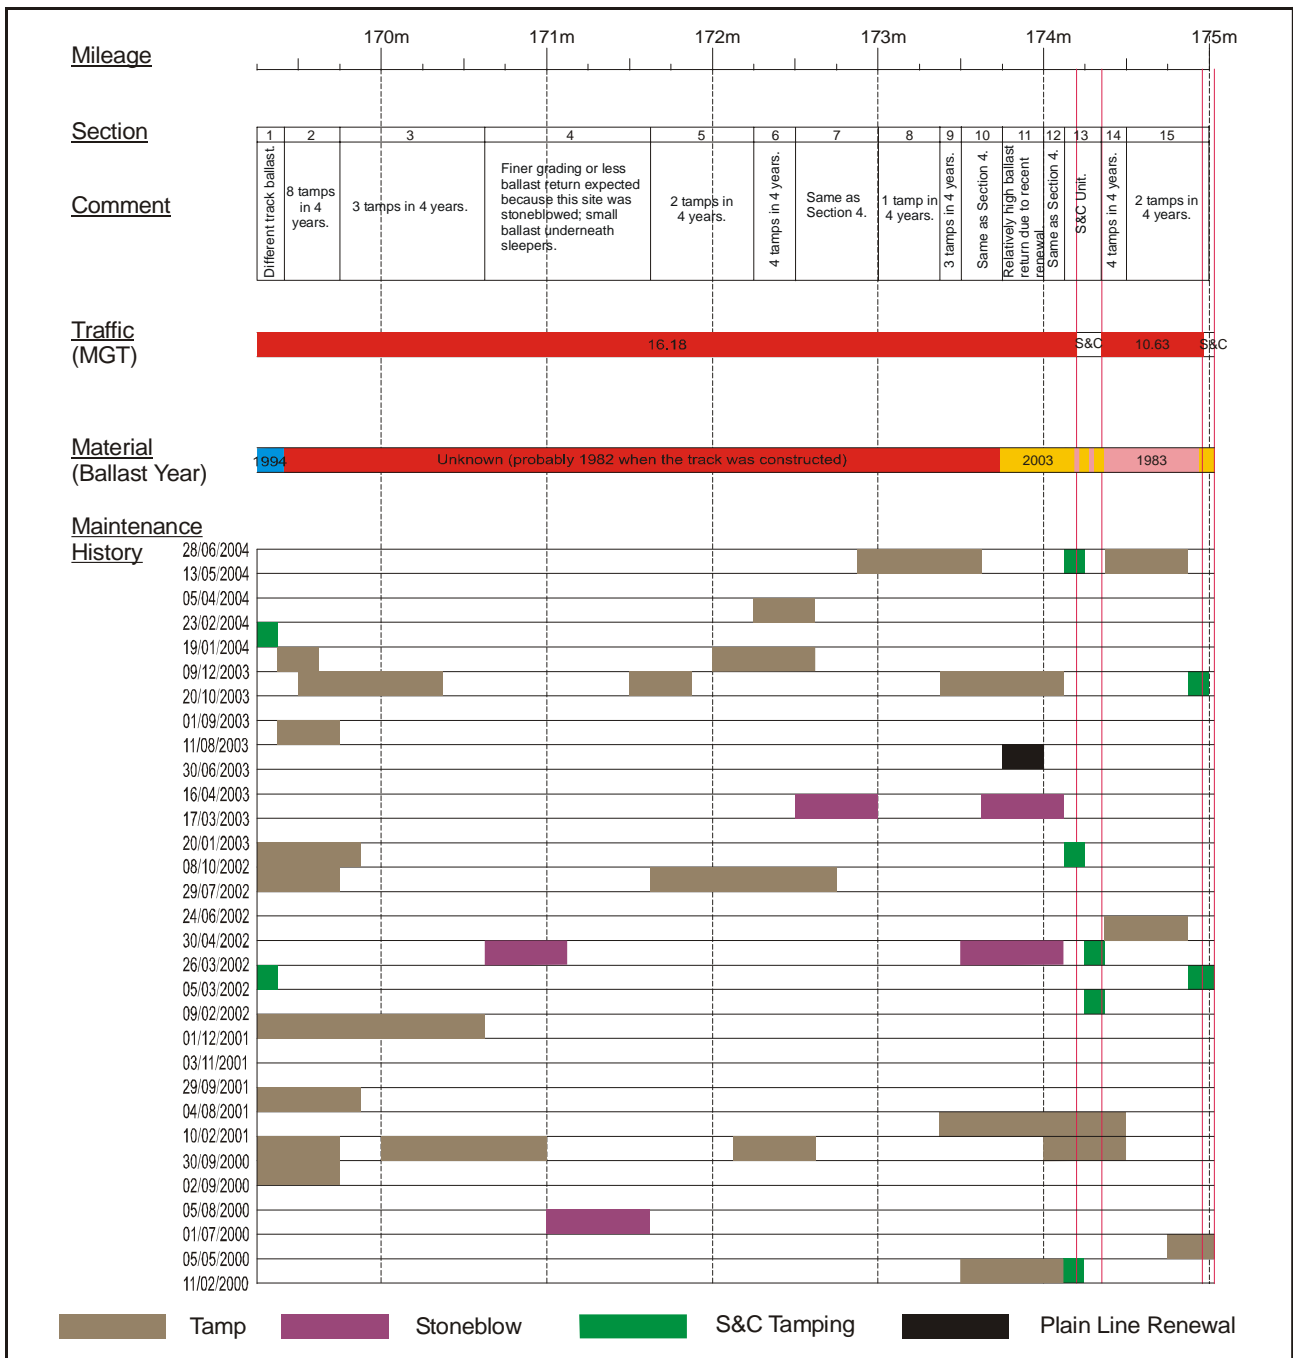 170m 171m 172m 173m 174m 175m
Mileage
Section
1 2 3 4 5 6 7 8 9 10 11 12 13 14 15
Comment
Different track ballast.
8 tamps
in 4
years.
3 tamps in 4 years.
Finer grading or less
ballast return expected
because this site was
stoneblowed; small
ballast underneath
sleepers.
2 tamps in
4 years.
4 tamps in 4 years.
Same as
Section 4.
1 tamp in
4 years.
3 tamps in 4 years.
Same as Section 4.
Relatively high ballast
return due to recent
renewal.
Same as Section 4.
S&C Unit.
4 tamps in 4 years.
2 tamps in
4 years.
Traffic
(MGT)
16.18 S&C 10.63 S&C
Material
(Ballast Year)
1994 Unknown (probably 1982 when the track was constructed) 2003 1983
Maintenance
History
28/06/2004
13/05/2004
05/04/2004
23/02/2004
19/01/2004
09/12/2003
20/10/2003
01/09/2003
11/08/2003
30/06/2003
16/04/2003
17/03/2003
20/01/2003
08/10/2002
29/07/2002
24/06/2002
30/04/2002
26/03/2002
05/03/2002
09/02/2002
01/12/2001
03/11/2001
29/09/2001
04/08/2001
10/02/2001
30/09/2000
02/09/2000
05/08/2000
01/07/2000
05/05/2000
11/02/2000
Tamp Stoneblow S&C Tamping Plain Line Renewal